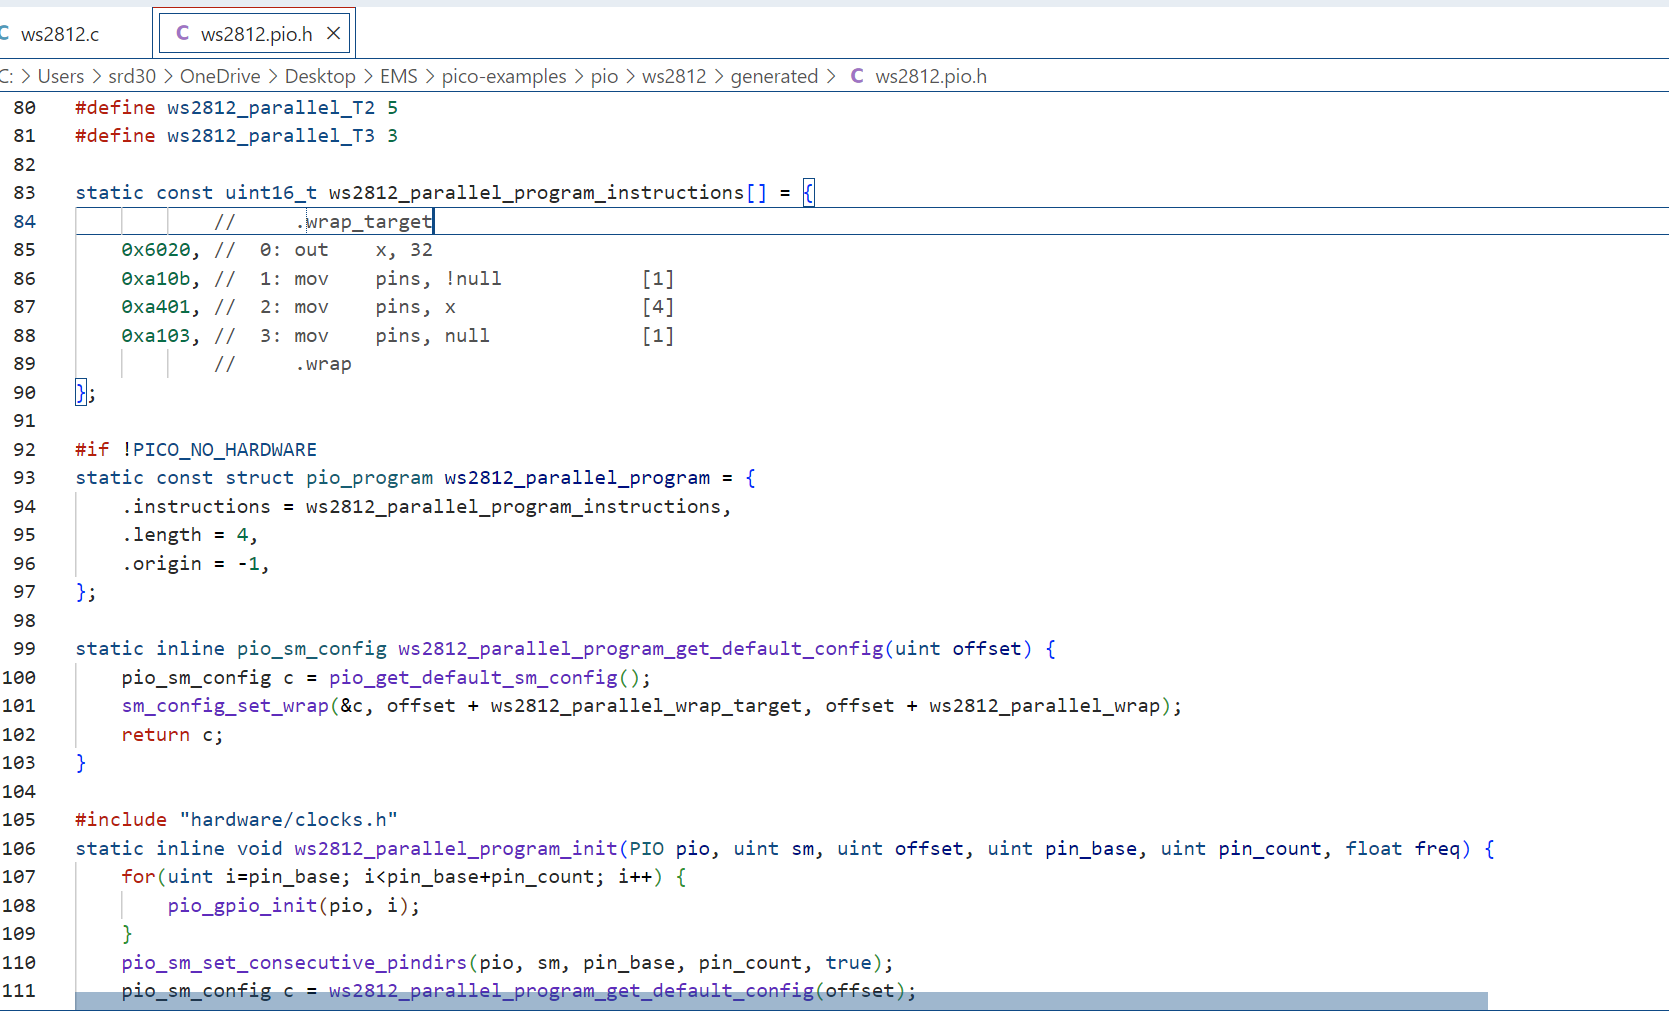 C ws2812.c C ws2812.pio.h ×
C: > Users > srd30 > OneDrive > Desktop > EMS > pico-examples > pio > ws2812 > generated > C ws2812.pio.h
80 #define ws2812_parallel_T2 5
81 #define ws2812_parallel_T3 3
82
83 static const uint16_t ws2812_parallel_program_instructions[] = {
84             //     .wrap_target
85     0x6020, //  0: out    x, 32
86     0xa10b, //  1: mov    pins, !null            [1]
87     0xa401, //  2: mov    pins, x                [4]
88     0xa103, //  3: mov    pins, null             [1]
89             //     .wrap
90 };
91
92 #if !PICO_NO_HARDWARE
93 static const struct pio_program ws2812_parallel_program = {
94     .instructions = ws2812_parallel_program_instructions,
95     .length = 4,
96     .origin = -1,
97 };
98
99 static inline pio_sm_config ws2812_parallel_program_get_default_config(uint offset) {
100     pio_sm_config c = pio_get_default_sm_config();
101     sm_config_set_wrap(&c, offset + ws2812_parallel_wrap_target, offset + ws2812_parallel_wrap);
102     return c;
103 }
104
105 #include "hardware/clocks.h"
106 static inline void ws2812_parallel_program_init(PIO pio, uint sm, uint offset, uint pin_base, uint pin_count, float freq) {
107     for(uint i=pin_base; i<pin_base+pin_count; i++) {
108         pio_gpio_init(pio, i);
109     }
110     pio_sm_set_consecutive_pindirs(pio, sm, pin_base, pin_count, true);
111     pio_sm_config c = ws2812_parallel_program_get_default_config(offset);